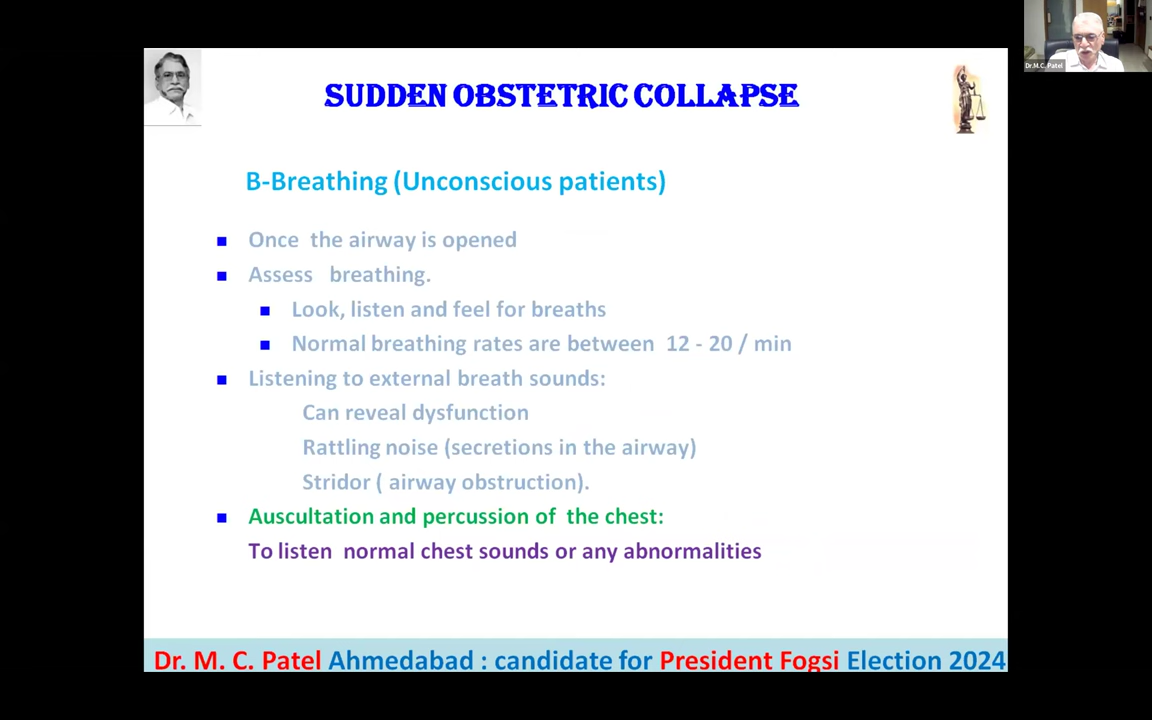 Dr.M.C. Patel
SUDDEN OBSTETRIC COLLAPSE
B-Breathing (Unconscious patients)
Once the airway is opened
Assess breathing.
Look, listen and feel for breaths
Normal breathing rates are between 12 - 20 / min
Listening to external breath sounds:
Can reveal dysfunction
Rattling noise (secretions in the airway)
Stridor ( airway obstruction).
Auscultation and percussion of the chest:
To listen normal chest sounds or any abnormalities
Dr. M. C. Patel Ahmedabad : candidate for President Fogsi Election 2024